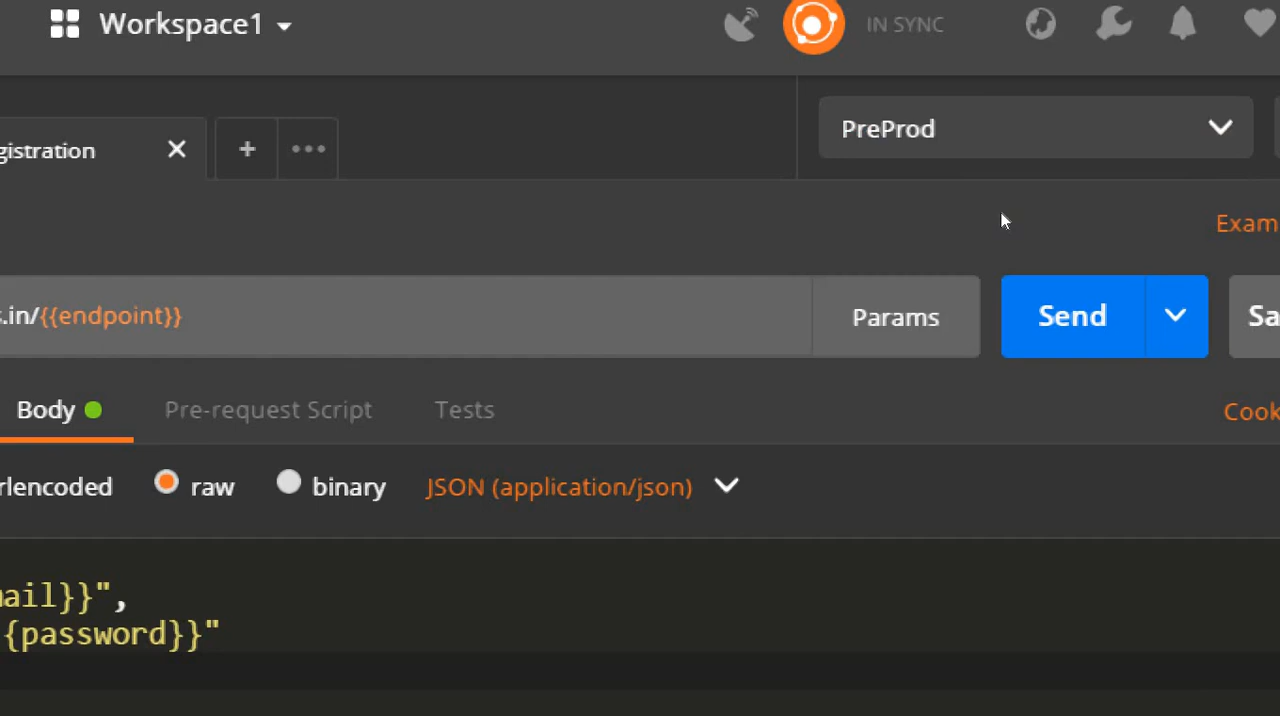 Workspace1
IN SYNC
gistration
PreProd
Exam
s.in/{{endpoint}}
Params
Send
Sa
Body
Pre-request Script
Tests
Cook
rlencoded
raw
binary
JSON (application/json)
mail}}",
{{password}}"